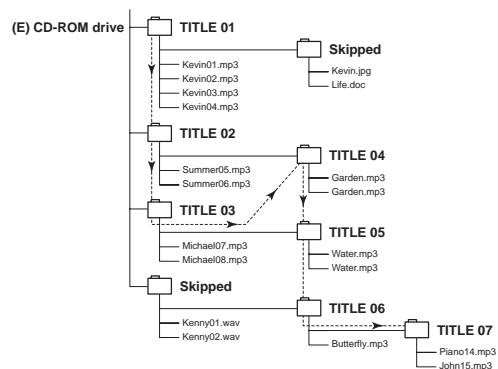 (E) CD-ROM drive
TITLE 01
Kevin01.mp3
Kevin02.mp3
Kevin03.mp3
Kevin04.mp3
Skipped
Kevin.jpg
Life.doc
TITLE 02
Summer05.mp3
Summer06.mp3
TITLE 04
Garden.mp3
Garden.mp3
TITLE 03
Michael07.mp3
Michael08.mp3
TITLE 05
Water.mp3
Water.mp3
Skipped
Kenny01.wav
Kenny02.wav
TITLE 06
Butterfly.mp3
TITLE 07
Piano14.mp3
John15.mp3